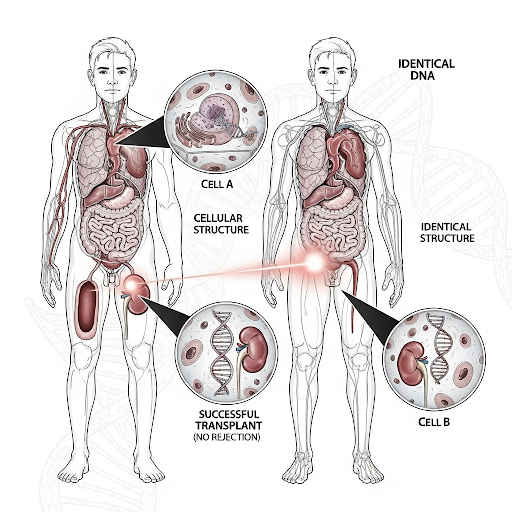 IDENTICAL
DNA
CELL A
CELLULAR
STRUCTURE
IDENTICAL
STRUCTURE
SUCCESSFUL
TRANSPLANT
(NO REJECTION)
CELL B